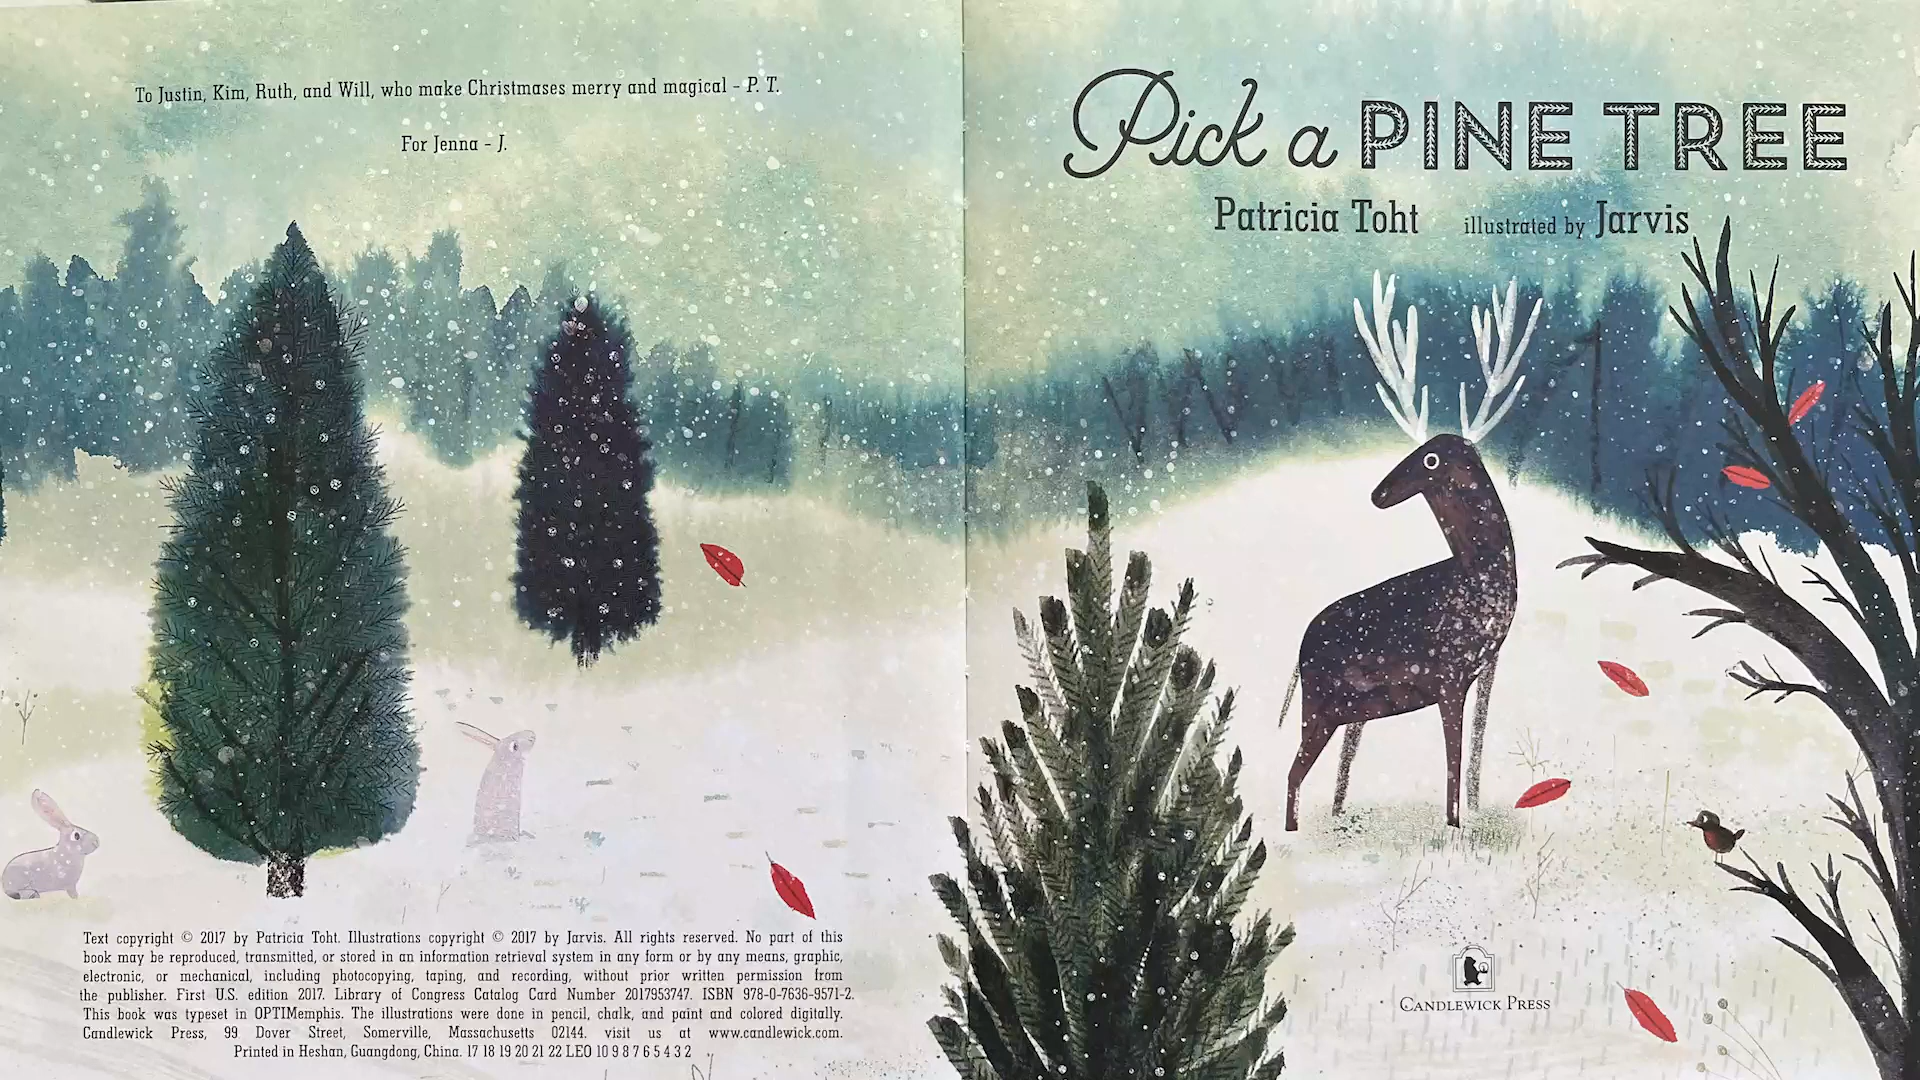 To Justin, Kim, Ruth, and Will, who make Christmases merry and magical – P. T.
For Jenna – J.
Text copyright © 2017 by Patricia Toht. Illustrations copyright © 2017 by Jarvis. All rights reserved. No part of this
book may be reproduced, transmitted, or stored in an information retrieval system in any form or by any means, graphic,
electronic, or mechanical, including photocopying, taping, and recording, without prior written permission from
the publisher. First U.S. edition 2017. Library of Congress Catalog Card Number 2017953747. ISBN 978-0-7636-9571-2.
This book was typeset in OPTIMemphis. The illustrations were done in pencil, chalk, and paint and colored digitally.
Candlewick Press, 99 Dover Street, Somerville, Massachusetts 02144. visit us at www.candlewick.com.
Printed in Heshan, Guangdong, China. 17 18 19 20 21 22 LEO 10 9 8 7 6 5 4 3 2
Pick a PINE TREE
Patricia Toht illustrated by Jarvis
CANDLEWICK PRESS